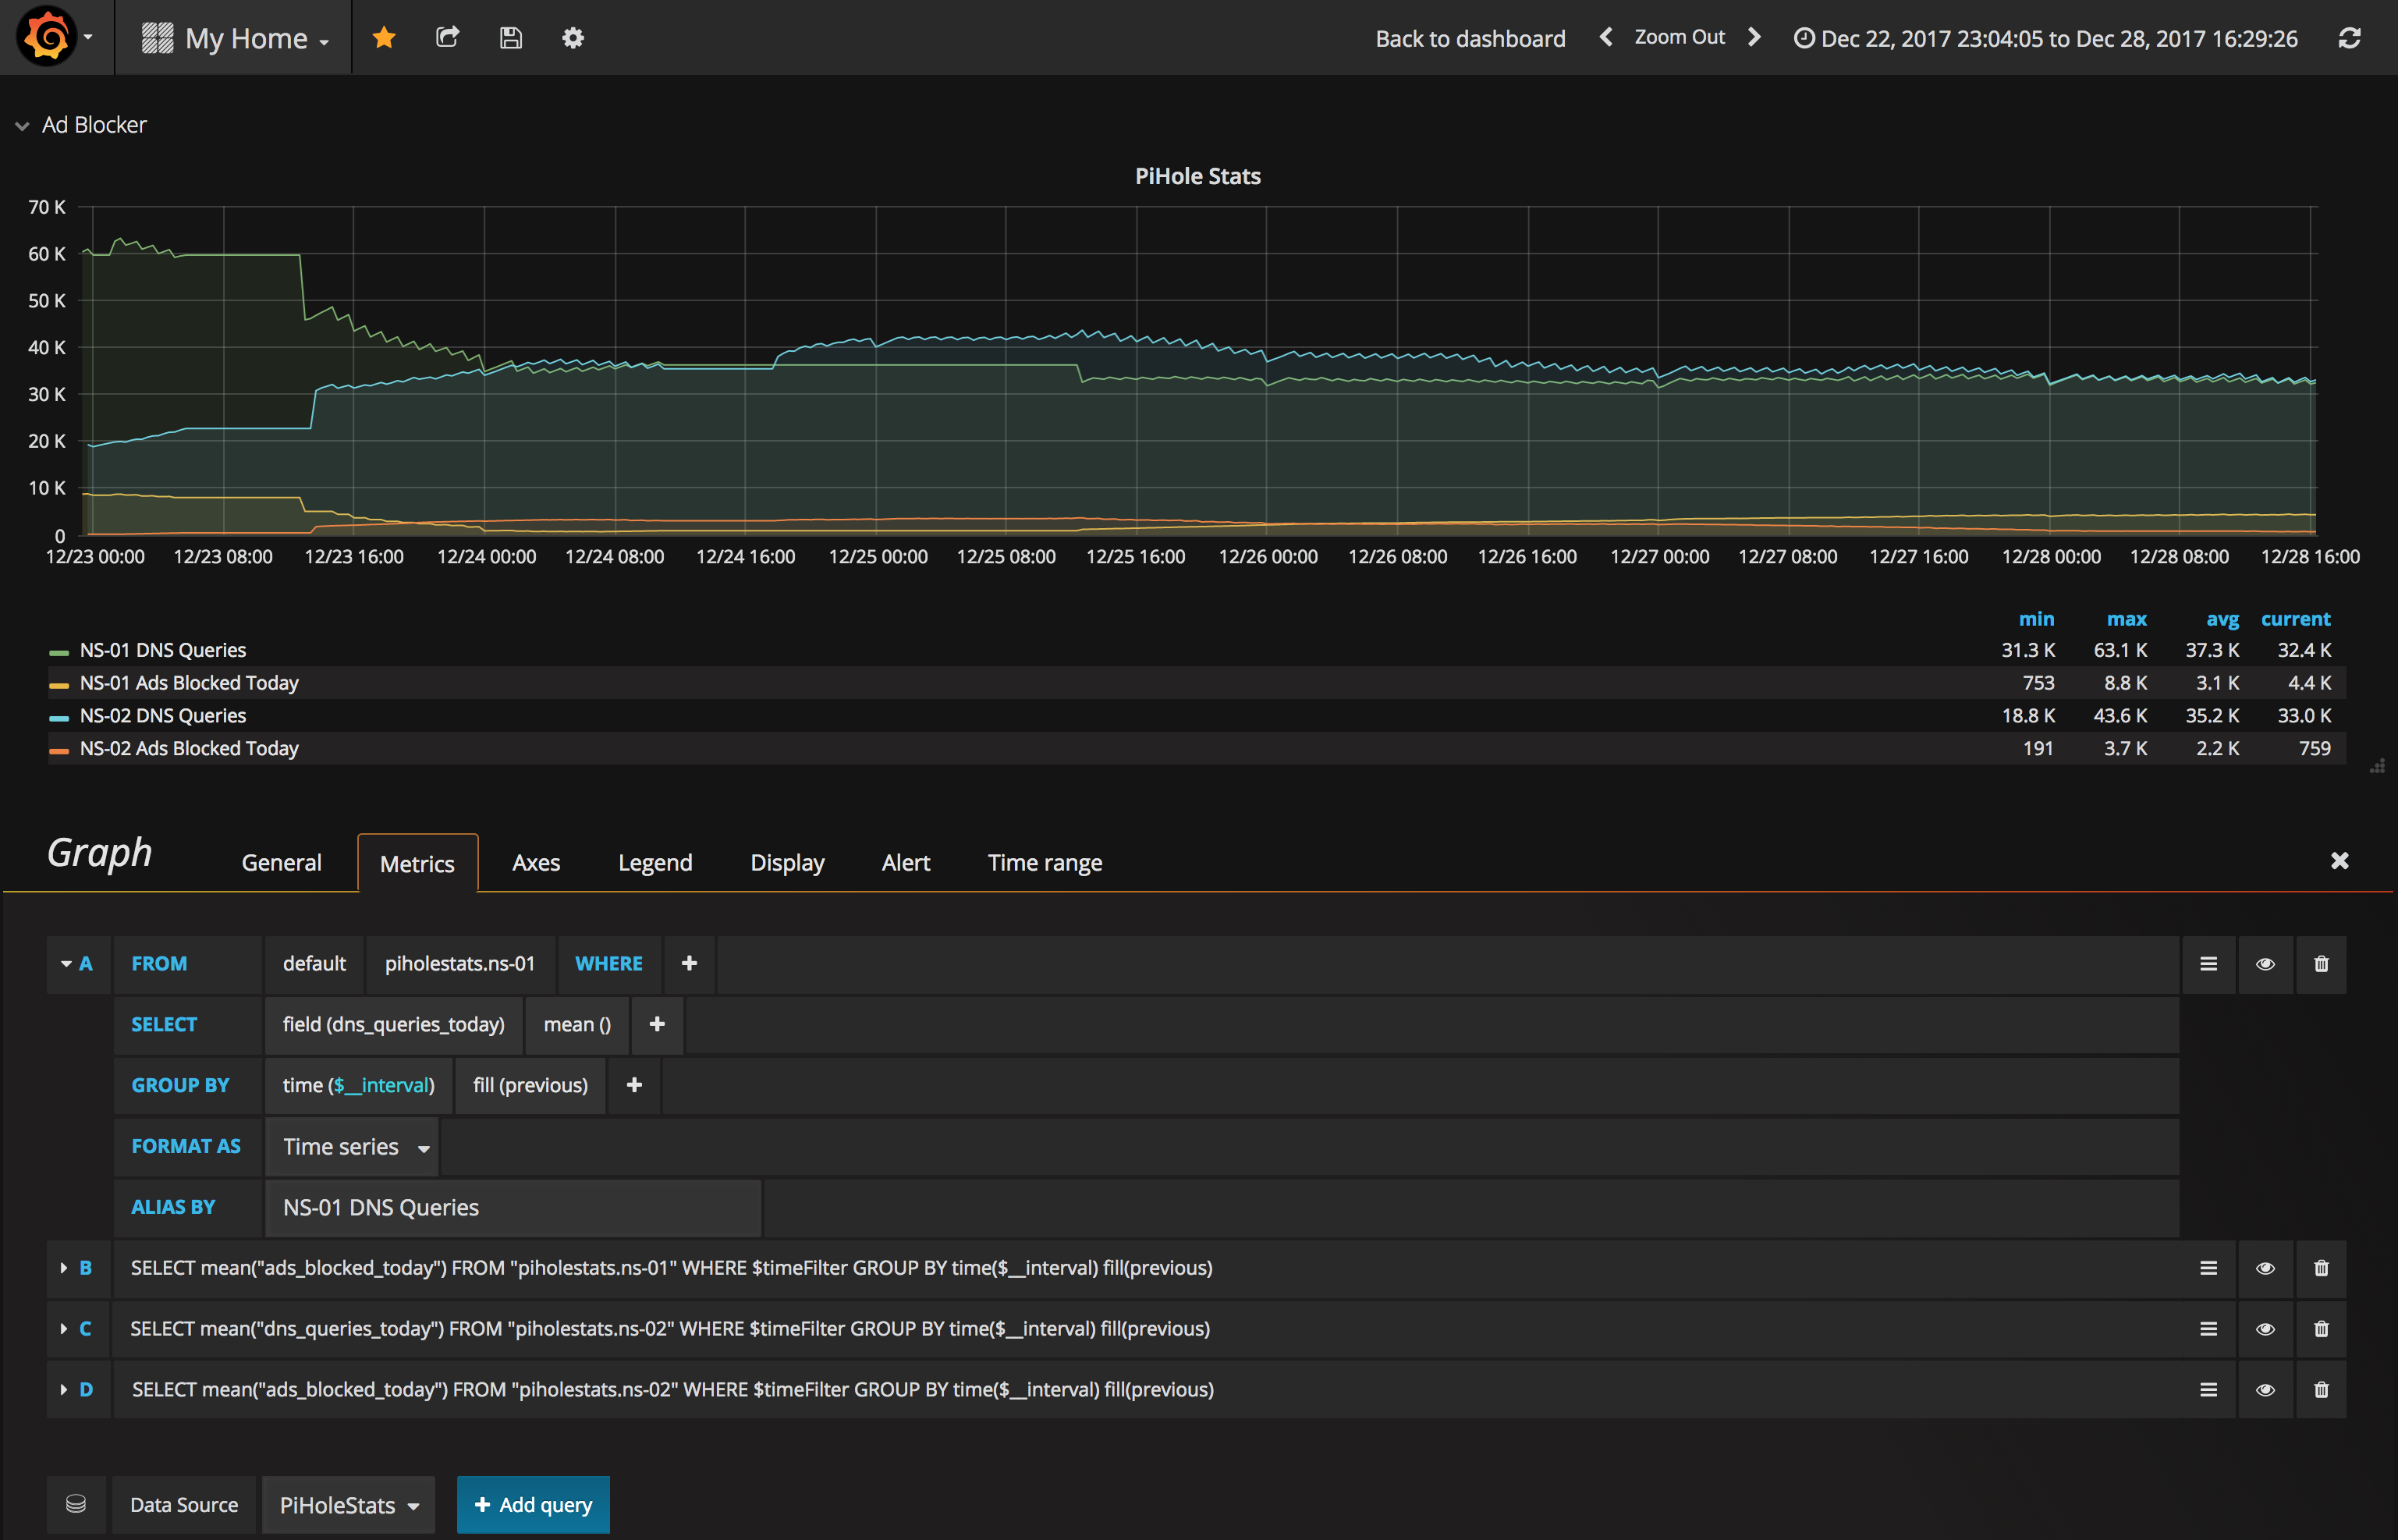 My Home
Back to dashboard Zoom Out Dec 22, 2017 23:04:05 to Dec 28, 2017 16:29:26
Ad Blocker
PiHole Stats
70 K
60 K
50 K
40 K
30 K
20 K
10 K
0
12/23 00:00 12/23 08:00 12/23 16:00 12/24 00:00 12/24 08:00 12/24 16:00 12/25 00:00 12/25 08:00 12/25 16:00 12/26 00:00 12/26 08:00 12/26 16:00 12/27 00:00 12/27 08:00 12/27 16:00 12/28 00:00 12/28 08:00 12/28 16:00
min max avg current
NS-01 DNS Queries 31.3 K 63.1 K 37.3 K 32.4 K
NS-01 Ads Blocked Today 753 8.8 K 3.1 K 4.4 K
NS-02 DNS Queries 18.8 K 43.6 K 35.2 K 33.0 K
NS-02 Ads Blocked Today 191 3.7 K 2.2 K 759
Graph General Metrics Axes Legend Display Alert Time range
A FROM default piholestats.ns-01 WHERE +
SELECT field (dns_queries_today) mean () +
GROUP BY time ($__interval) fill (previous) +
FORMAT AS Time series
ALIAS BY NS-01 DNS Queries
B SELECT mean("ads_blocked_today") FROM "piholestats.ns-01" WHERE $timeFilter GROUP BY time($__interval) fill(previous)
C SELECT mean("dns_queries_today") FROM "piholestats.ns-02" WHERE $timeFilter GROUP BY time($__interval) fill(previous)
D SELECT mean("ads_blocked_today") FROM "piholestats.ns-02" WHERE $timeFilter GROUP BY time($__interval) fill(previous)
Data Source PiHoleStats + Add query